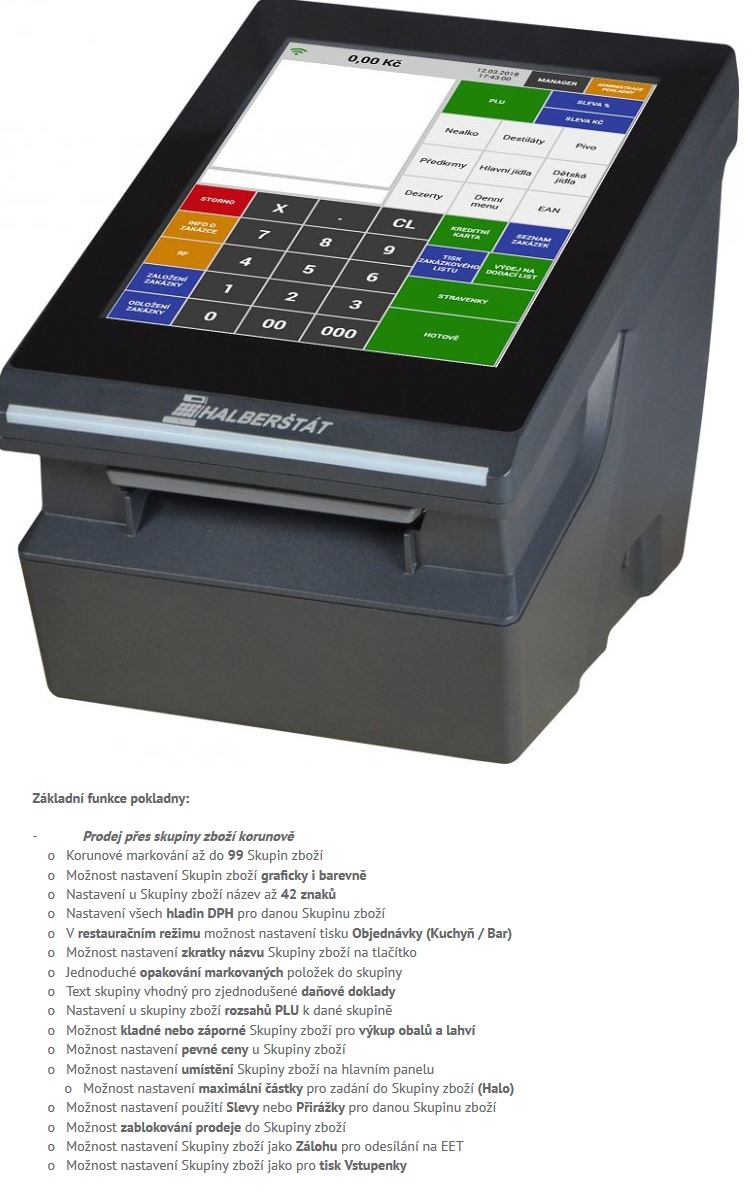 0,00 Kč
12.03.2018
17:43:00
MANAGER
ADMINISTRACE
POKLADNY
PLU
SLEVA %
SLEVA KČ
Nealko
Destiláty
Pivo
Předkrmy
Hlavní jídla
Dětská
jídla
Dezerty
Denní
menu
EAN
STORNO
X
.
CL
KREDITNÍ
KARTA
SEZNAM
ZAKÁZEK
INFO O
ZAKÁZCE
7
8
9
TISK
ZAKÁZKOVÉHO
LISTU
VÝDEJ NA
DODACÍ LIST
RF
4
5
6
STRAVENKY
ZALOŽENÍ
ZAKÁZKY
1
2
3
HOTOVĚ
ODLOŽENÍ
ZAKÁZKY
0
00
000
HALBERŠTÁT
Základní funkce pokladny:
- Prodej přes skupiny zboží korunově
o Korunové markování až do 99 Skupin zboží
o Možnost nastavení Skupin zboží graficky i barevně
o Nastavení u Skupiny zboží název až 42 znaků
o Nastavení všech hladin DPH pro danou Skupinu zboží
o V restauračním režimu možnost nastavení tisku Objednávky (Kuchyň / Bar)
o Možnost nastavení zkratky názvu Skupiny zboží na tlačítko
o Jednoduché opakování markovaných položek do skupiny
o Text skupiny vhodný pro zjednodušené daňové doklady
o Nastavení u skupiny zboží rozsahů PLU k dané skupině
o Možnost kladné nebo záporné Skupiny zboží pro výkup obalů a lahví
o Možnost nastavení pevné ceny u Skupiny zboží
o Možnost nastavení umístění Skupiny zboží na hlavním panelu
o Možnost nastavení maximální částky pro zadání do Skupiny zboží (Halo)
o Možnost nastavení použití Slevy nebo Přirážky pro danou Skupinu zboží
o Možnost zablokování prodeje do Skupiny zboží
o Možnost nastavení Skupiny zboží jako Zálohu pro odesílání na EET
o Možnost nastavení Skupiny zboží jako pro tisk Vstupenky